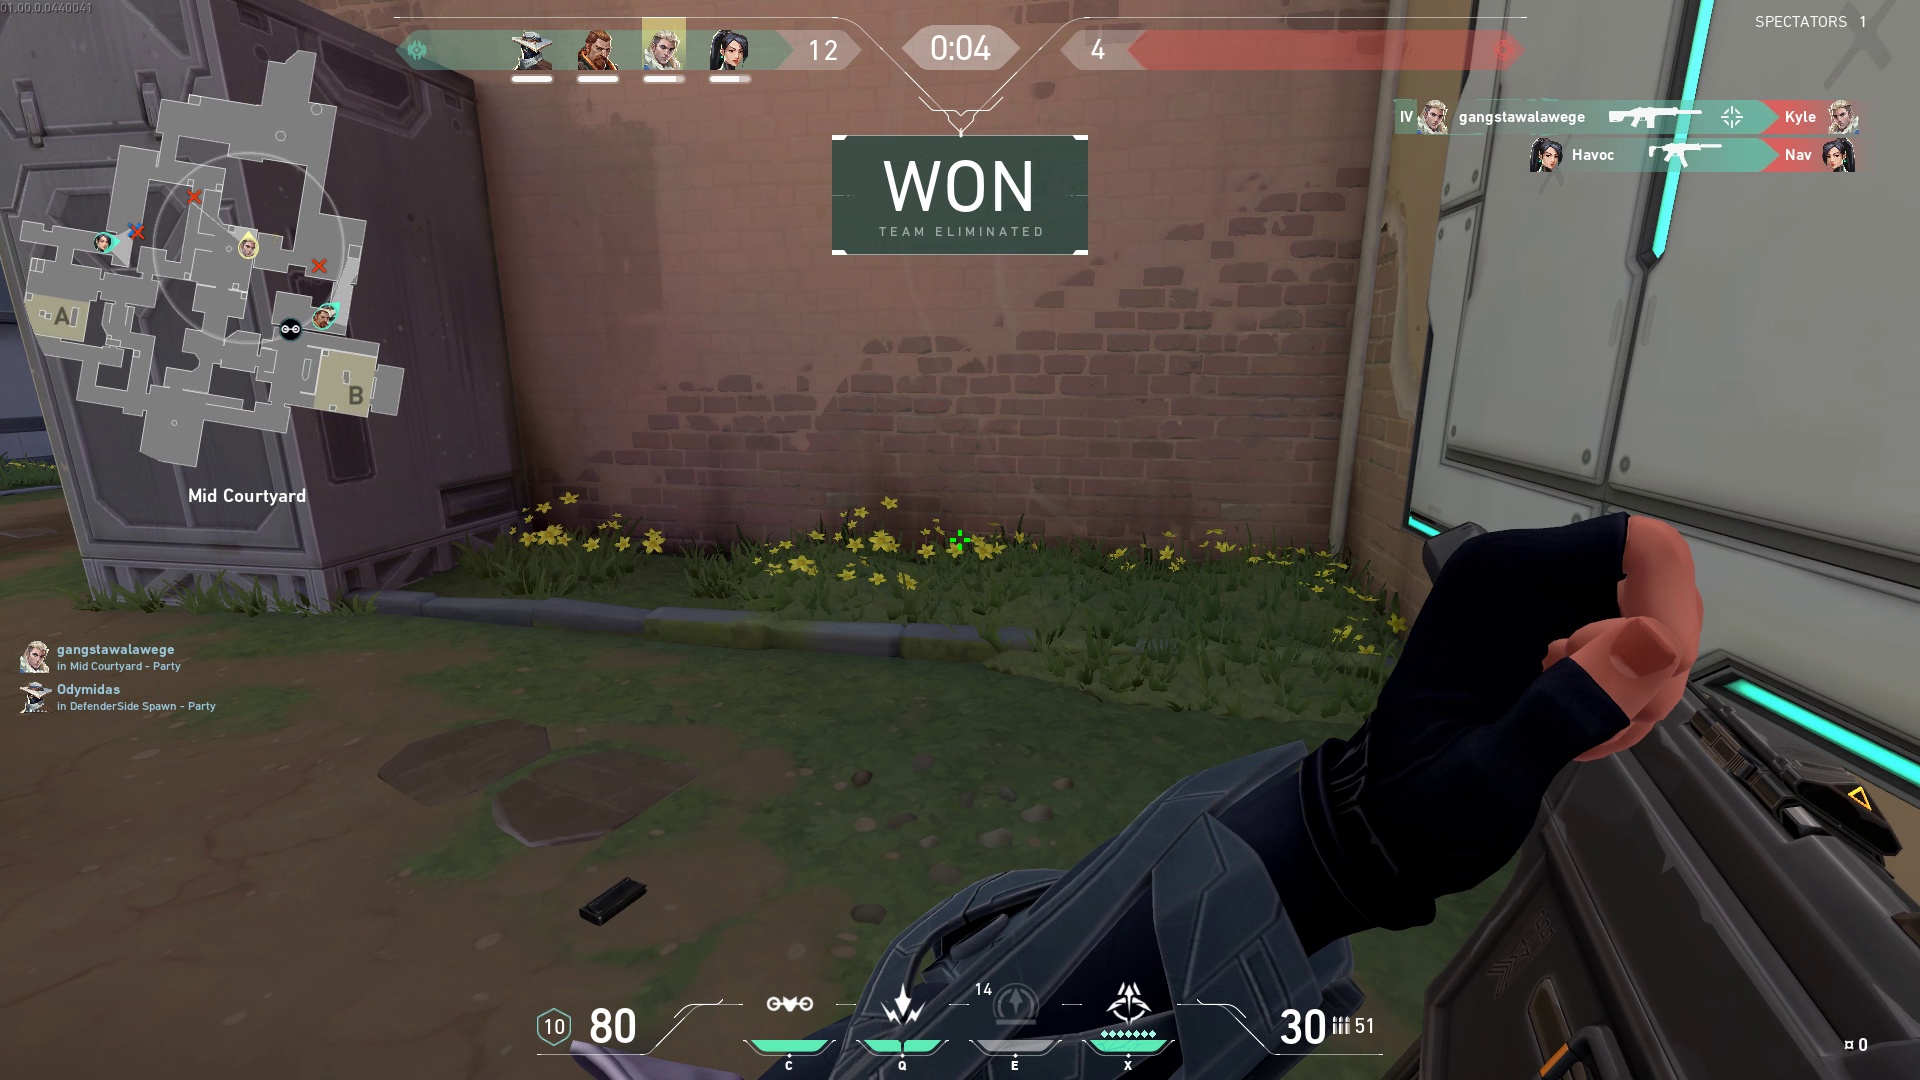 01.00.0.0440041
SPECTATORS 1
12
0:04
4
WON
TEAM ELIMINATED
IV gangstawalawege Kyle
Havoc Nav
A
B
Mid Courtyard
gangstawalawege
in Mid Courtyard - Party
Odymidas
in DefenderSide Spawn - Party
10 80
14
30 51
C Q E X
¤ 0